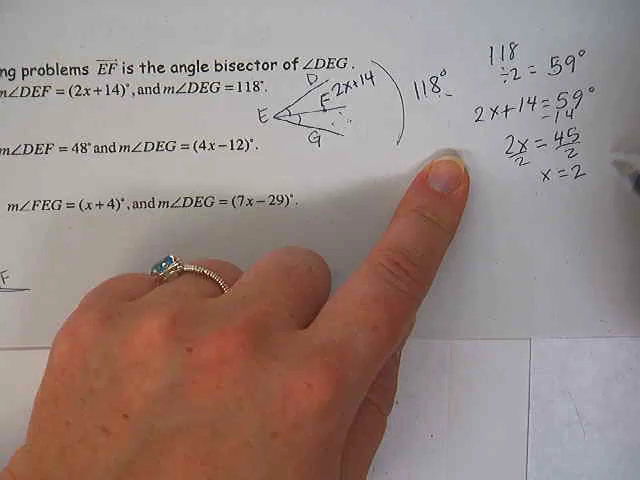 ng problems EF is the angle bisector of ∠DEG.
m∠DEF = (2x+14)°, and m∠DEG = 118°.
D
F 2x+14
E
G
118°
m∠DEF = 48° and m∠DEG = (4x−12)°.
m∠FEG = (x+4)°, and m∠DEG = (7x−29)°.
F
118
÷2 = 59°
2x+14 = 59°
−14
2x = 45
2 2
x = 2